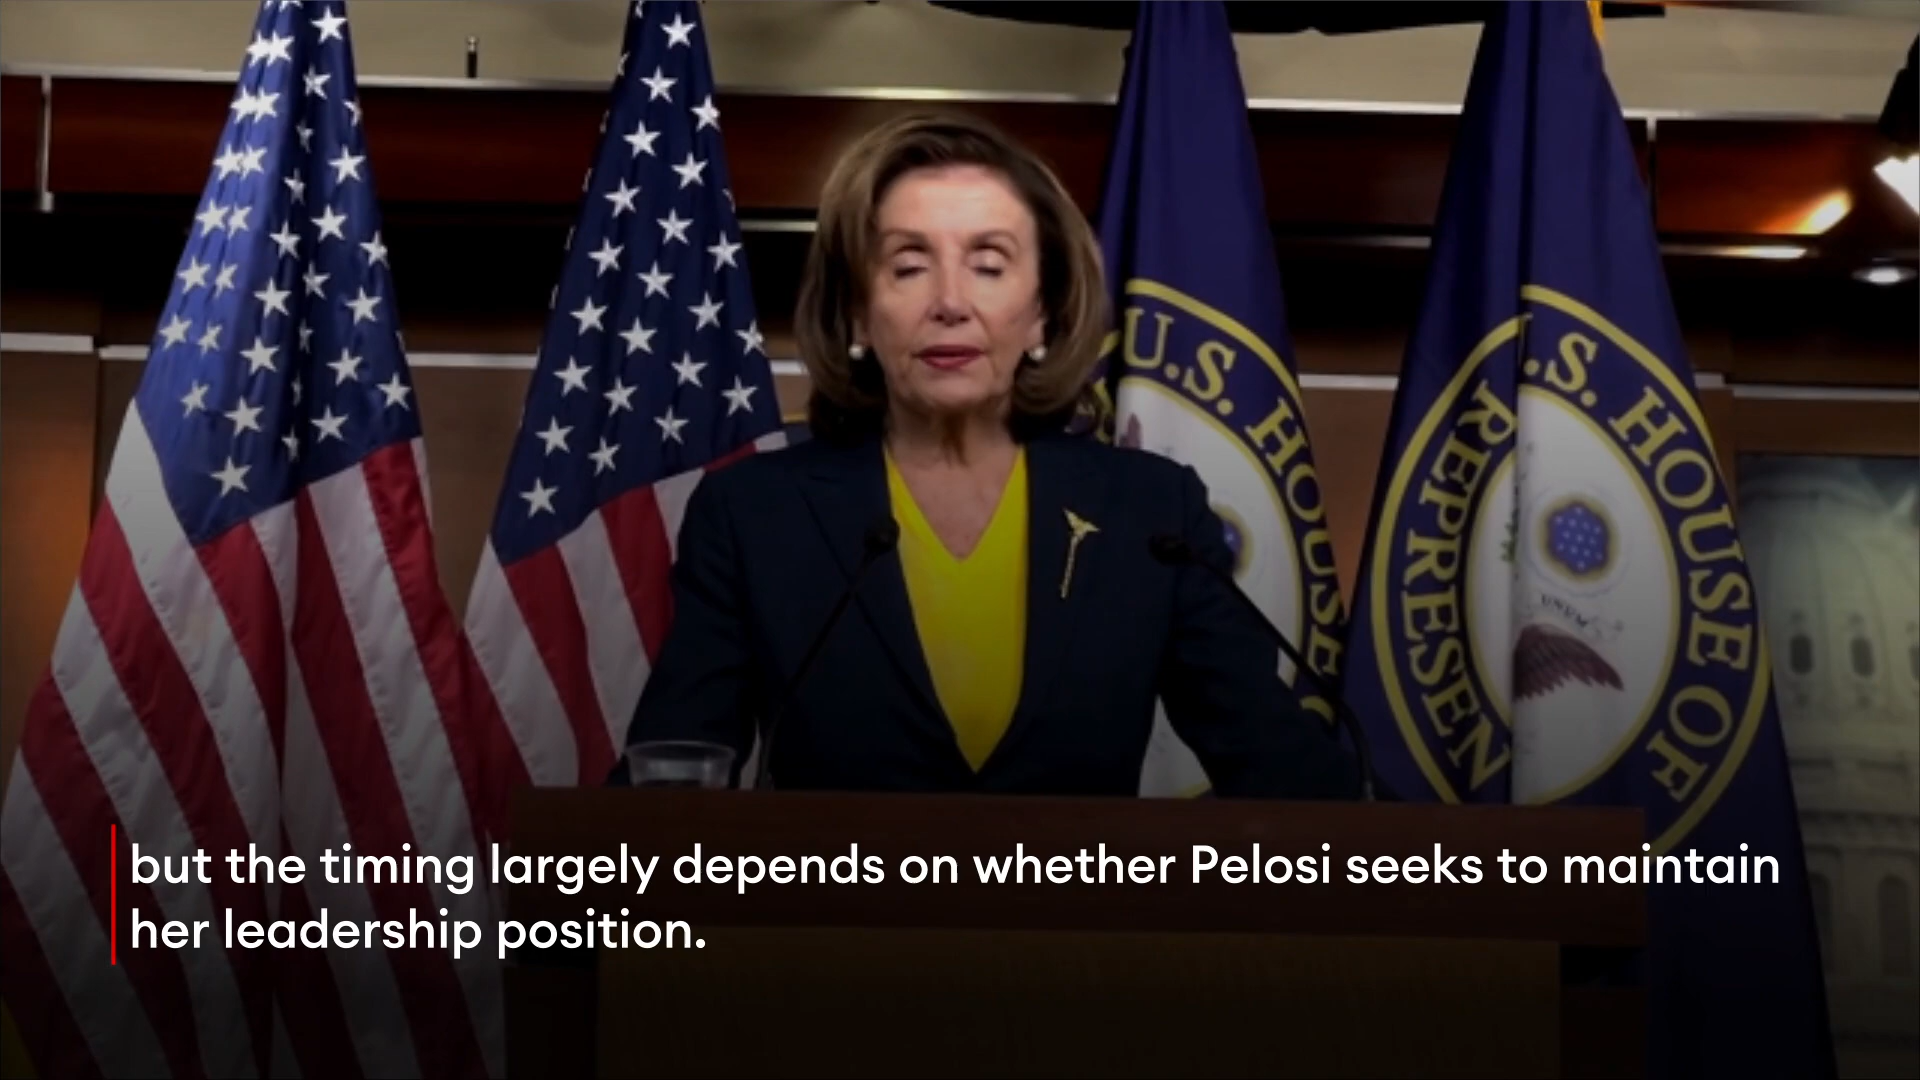 U.S. HOUSE
.S. HOUSE OF
REPRESEN
but the timing largely depends on whether Pelosi seeks to maintain
her leadership position.